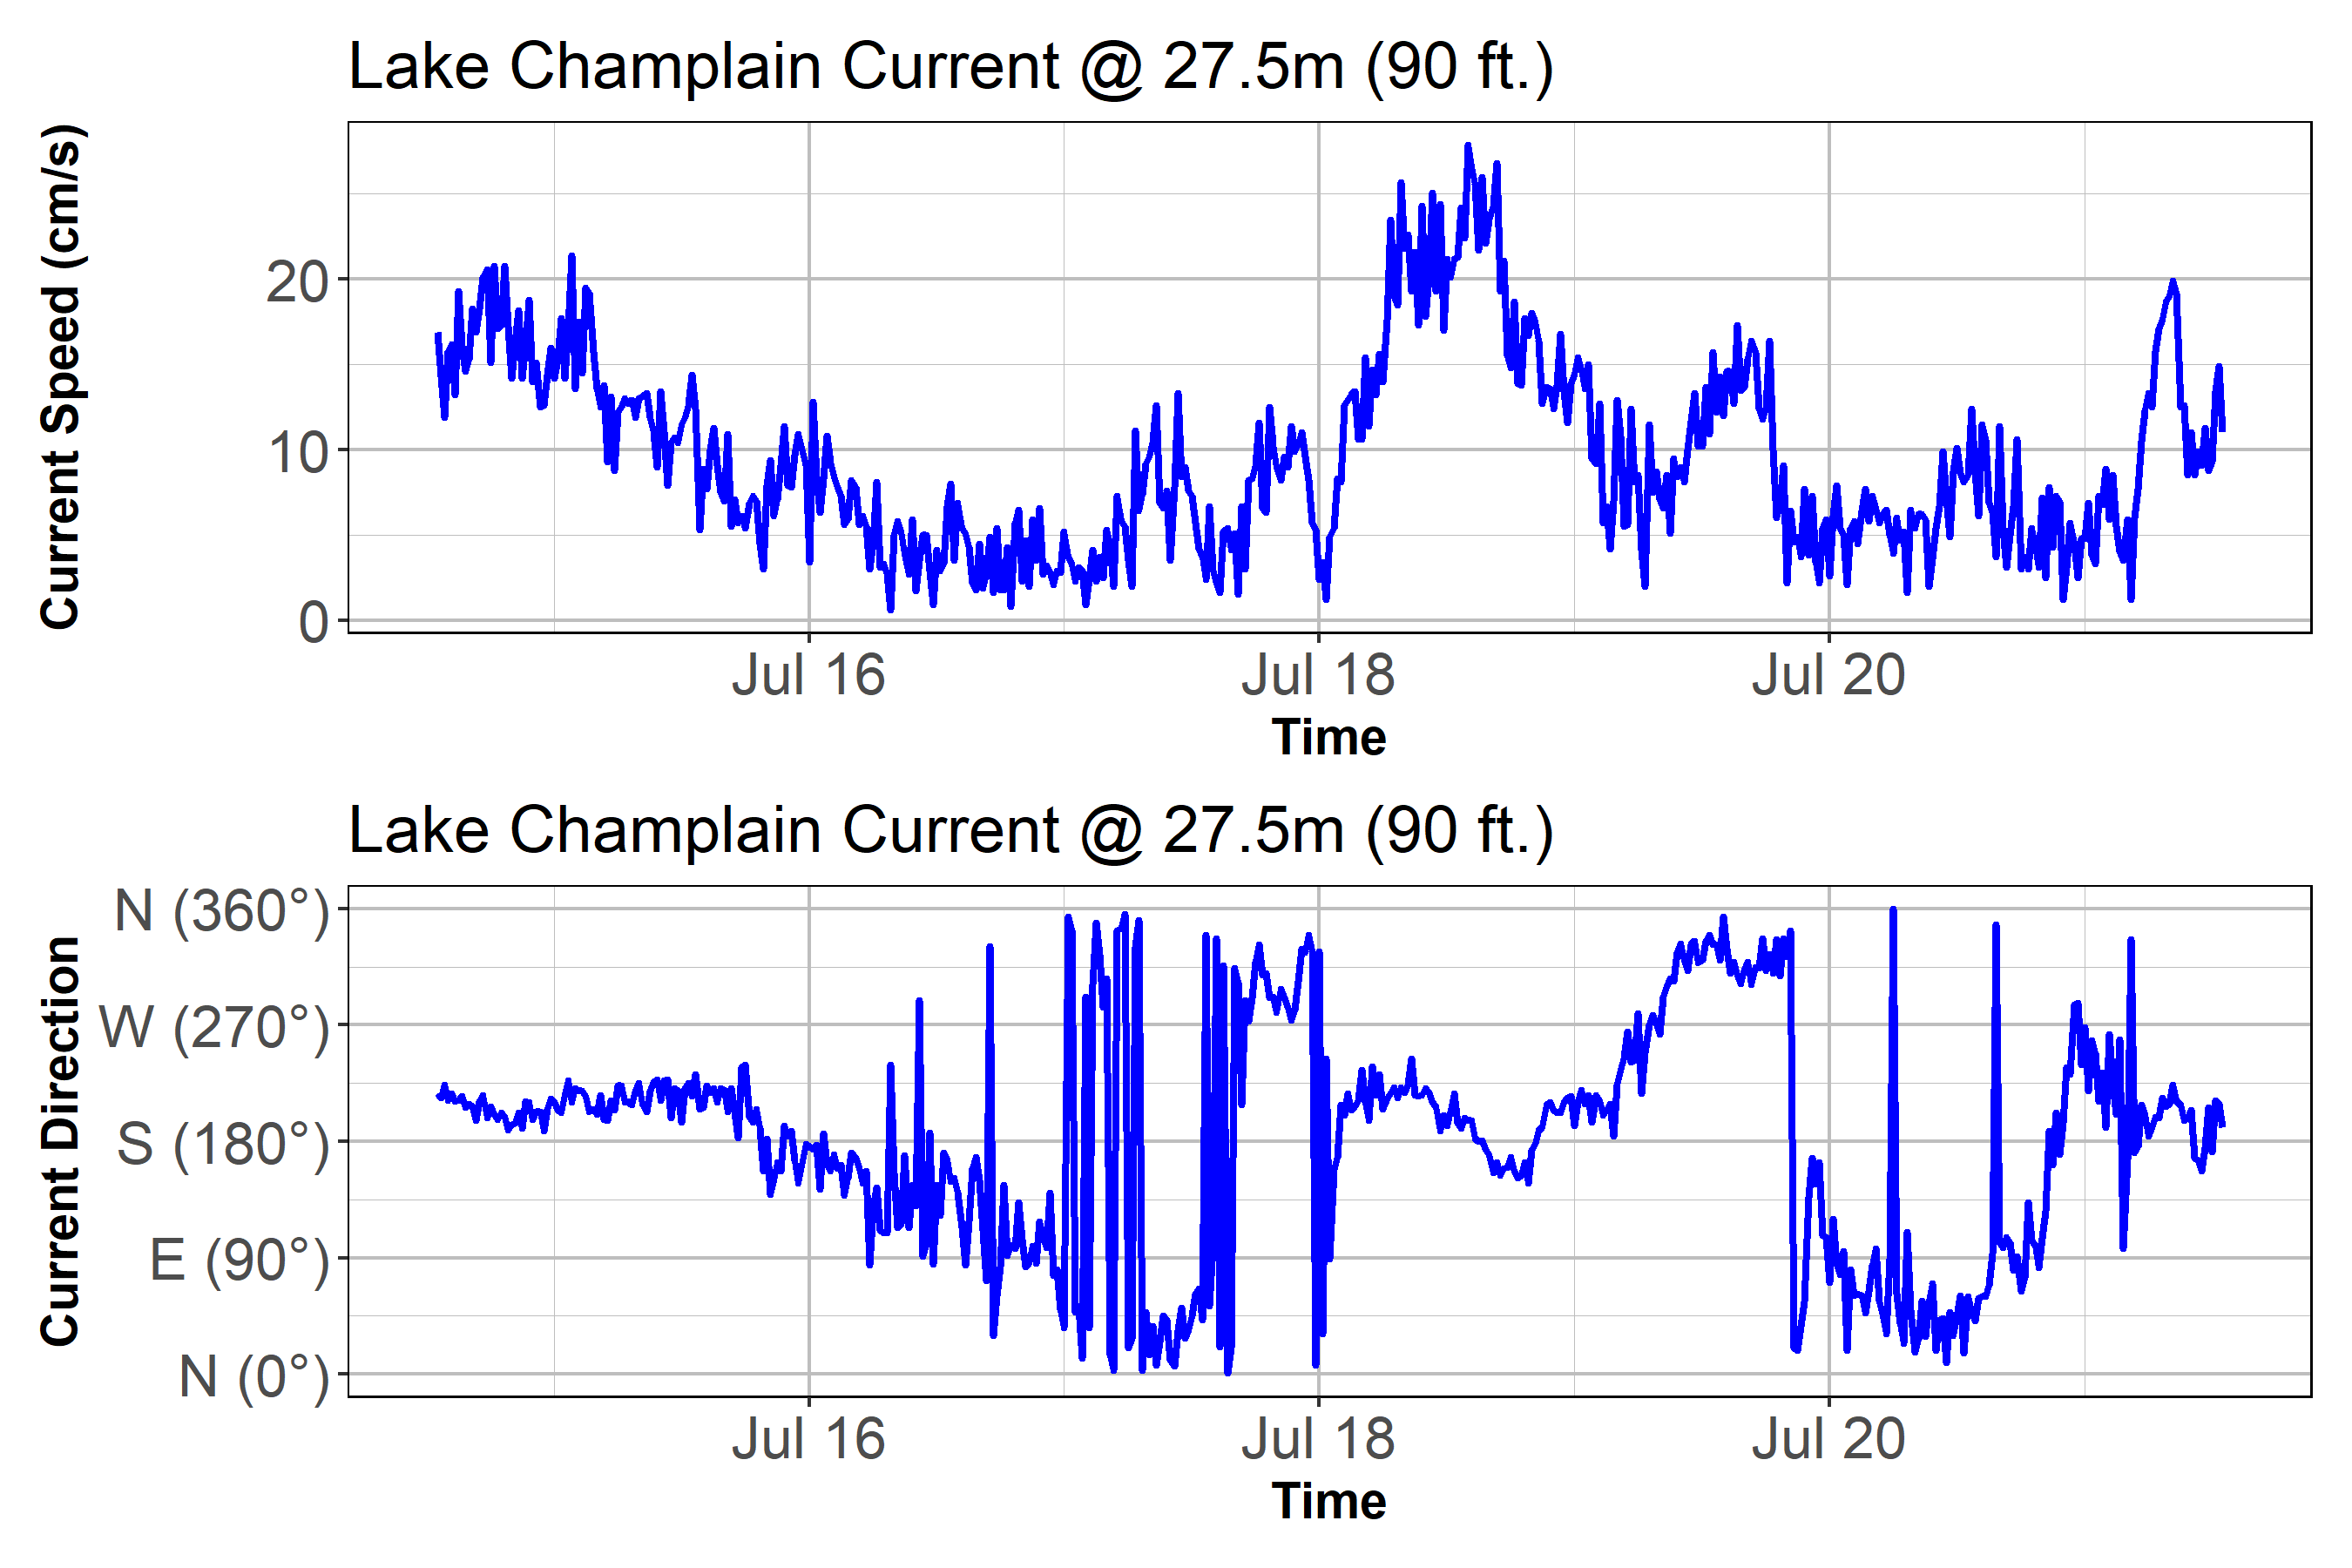 Lake Champlain Current @ 27.5m (90 ft.)
Current Speed (cm/s)
20
10
0
Jul 16 Jul 18 Jul 20
Time
Lake Champlain Current @ 27.5m (90 ft.)
Current Direction
N (360°)
W (270°)
S (180°)
E (90°)
N (0°)
Jul 16 Jul 18 Jul 20
Time